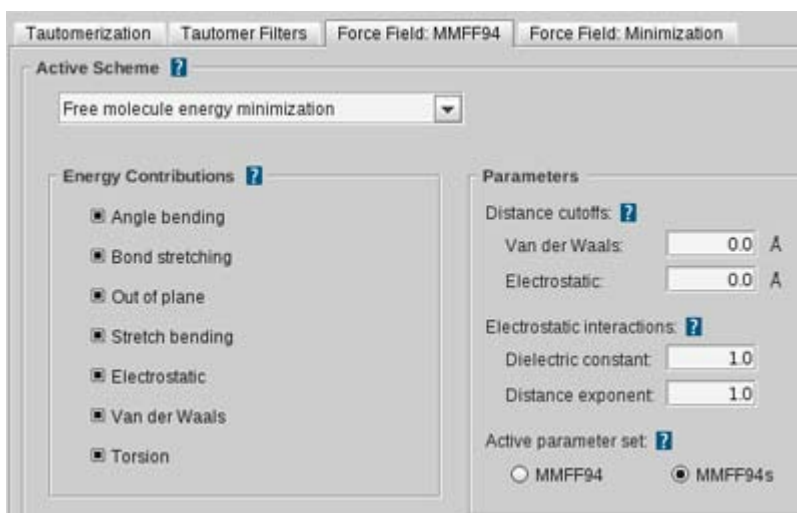 Tautomerization Tautomer Filters Force Field: MMFF94 Force Field: Minimization
Active Scheme ?
Free molecule energy minimization
Energy Contributions ?
Angle bending
Bond stretching
Out of plane
Stretch bending
Electrostatic
Van der Waals
Torsion
Parameters
Distance cutoffs: ?
Van der Waals: 0.0 Å
Electrostatic: 0.0 Å
Electrostatic interactions: ?
Dielectric constant: 1.0
Distance exponent: 1.0
Active parameter set: ?
MMFF94 MMFF94s